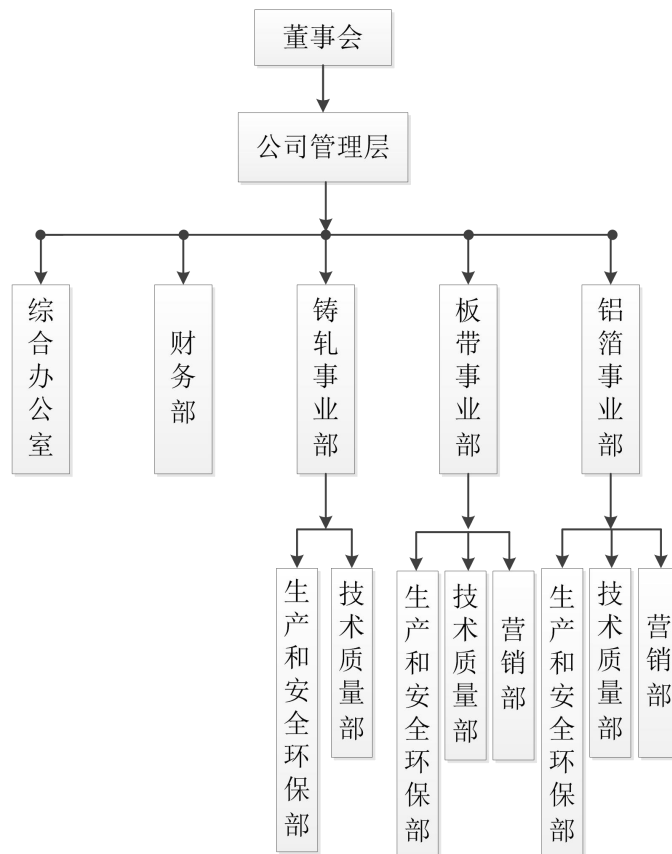 董事会
公司管理层
综合办公室
财务部
铸轧事业部
板带事业部
铝箔事业部
生产和安全环保部
技术质量部
生产和安全环保部
技术质量部
营销部
生产和安全环保部
技术质量部
营销部